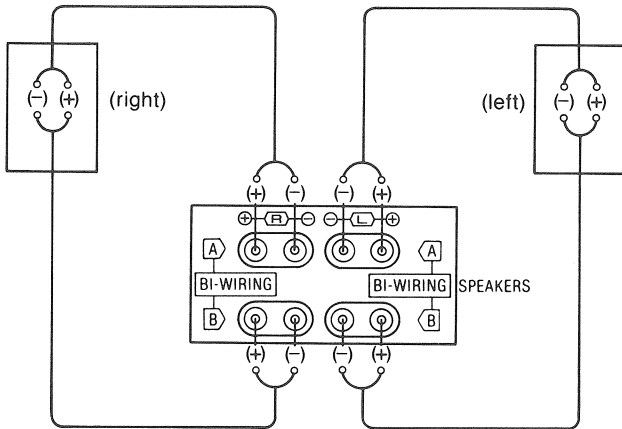 (−) (+) (right) (left) (−) (+)
(+) (−) (−) (+)
⊕ R ⊖ ⊖ L ⊕
A A
BI-WIRING BI-WIRING SPEAKERS
B B
(+) (−) (−) (+)